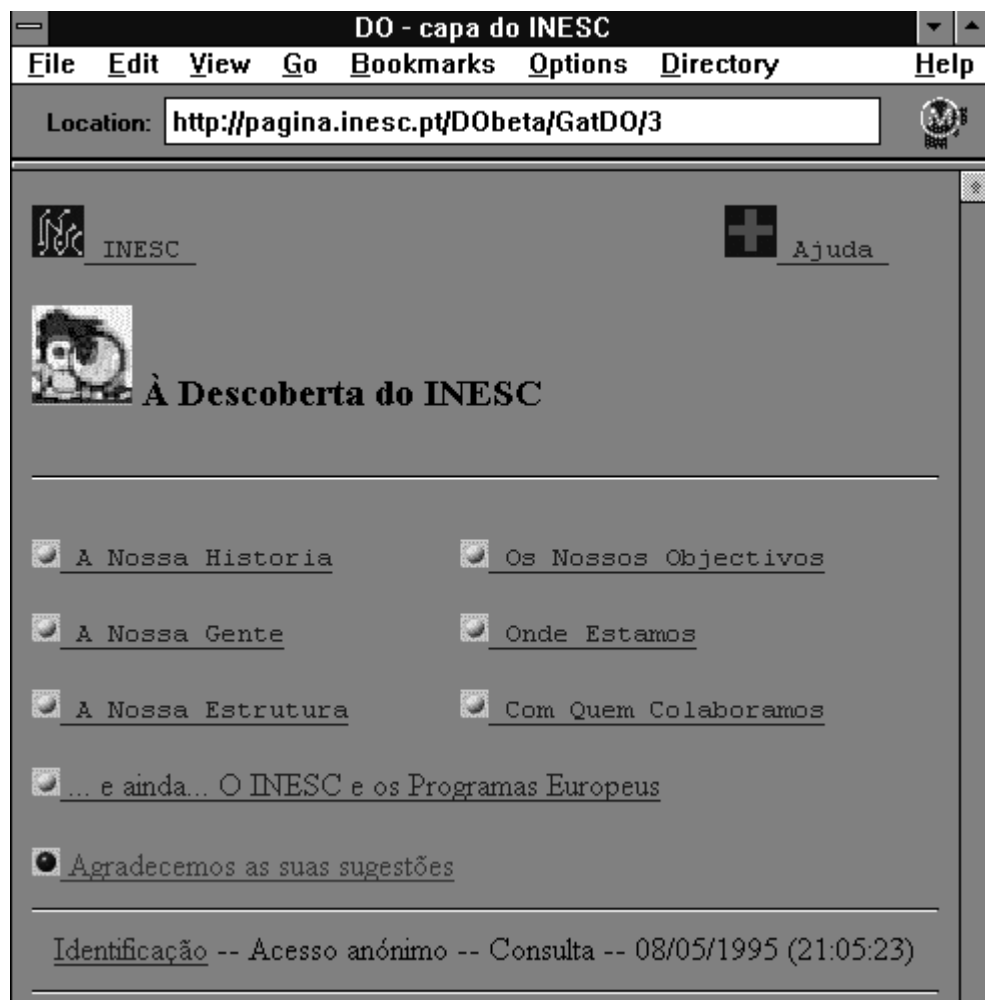 DO - capa do INESC
File Edit View Go Bookmarks Options Directory Help
Location: http://pagina.inesc.pt/DObeta/GatDO/3
INESC Ajuda
À Descoberta do INESC
A Nossa Historia Os Nossos Objectivos
A Nossa Gente Onde Estamos
A Nossa Estrutura Com Quem Colaboramos
... e ainda... O INESC e os Programas Europeus
Agradecemos as suas sugestões
Identificação -- Acesso anónimo -- Consulta -- 08/05/1995 (21:05:23)